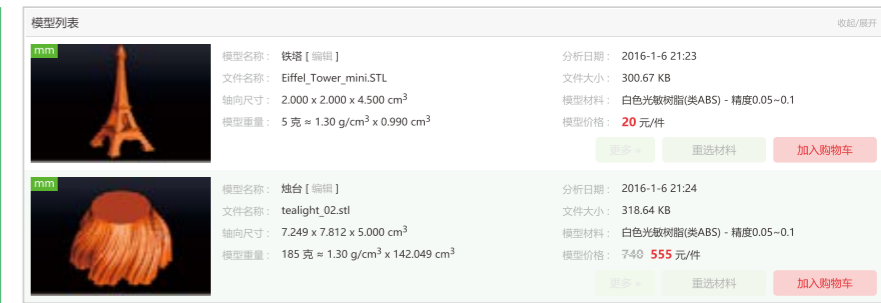 模型列表 收起/展开
mm
模型名称： 铁塔 [ 编辑 ] 分析日期： 2016-1-6 21:23
文件名称： Eiffel_Tower_mini.STL 文件大小： 300.67 KB
轴向尺寸： 2.000 x 2.000 x 4.500 cm³ 模型材料： 白色光敏树脂(类ABS) - 精度0.05~0.1
模型重量： 5 克 ≈ 1.30 g/cm³ x 0.990 cm³ 模型价格： 20 元/件
更多 » 重选材料 加入购物车
mm
模型名称： 烛台 [ 编辑 ] 分析日期： 2016-1-6 21:24
文件名称： tealight_02.stl 文件大小： 318.64 KB
轴向尺寸： 7.249 x 7.812 x 5.000 cm³ 模型材料： 白色光敏树脂(类ABS) - 精度0.05~0.1
模型重量： 185 克 ≈ 1.30 g/cm³ x 142.049 cm³ 模型价格： 740 555 元/件
更多 » 重选材料 加入购物车